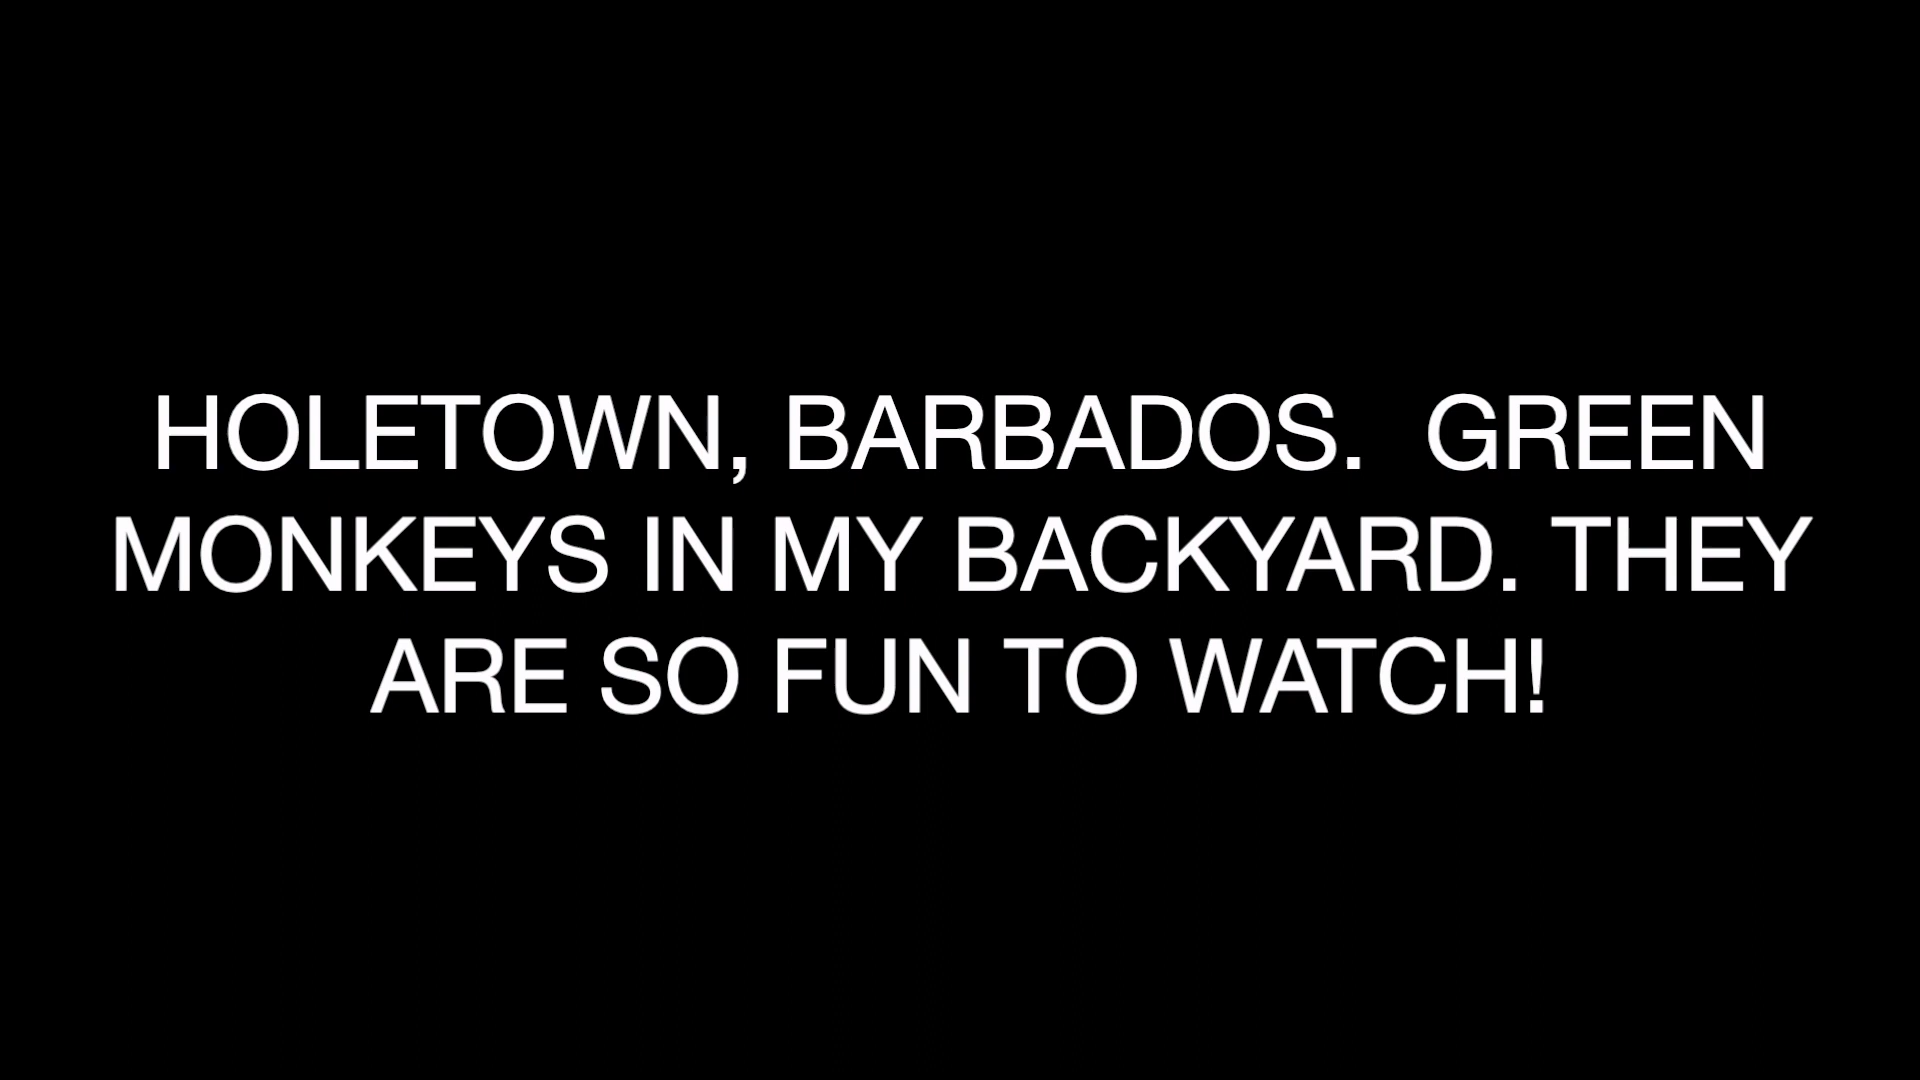 HOLETOWN, BARBADOS.  GREEN
MONKEYS IN MY BACKYARD. THEY
ARE SO FUN TO WATCH!